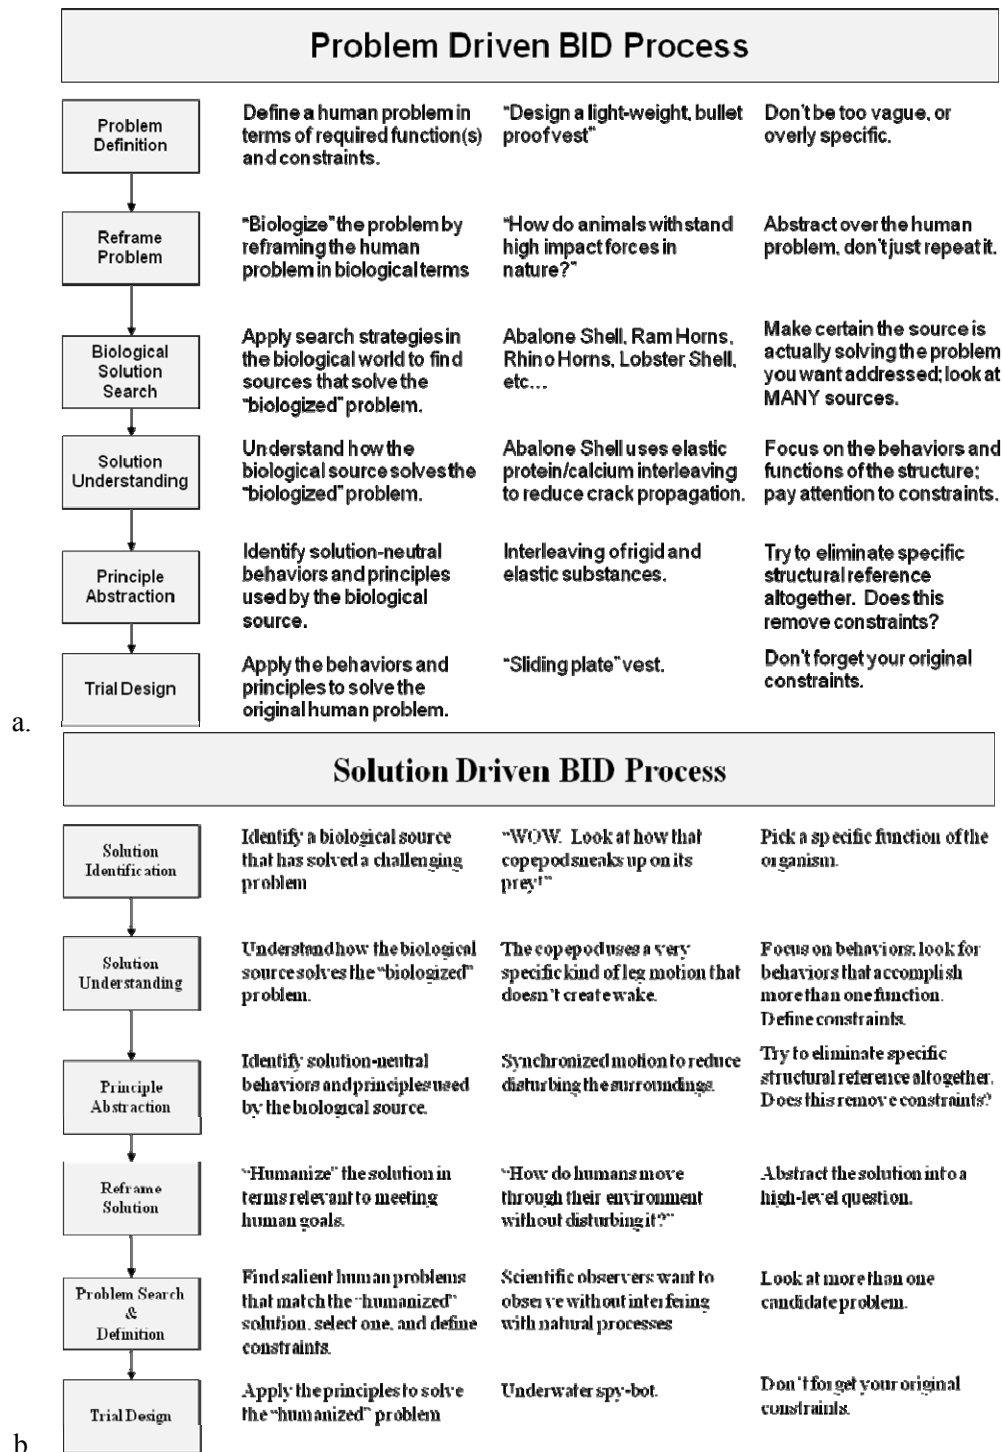 Problem Driven BID Process
Problem
Definition
Define a human problem in
terms of required function(s)
and constraints.
"Design a light-weight, bullet
proof vest"
Don't be too vague, or
overly specific.
Reframe
Problem
"Biologize" the problem by
reframing the human
problem in biological terms
"How do animals withstand
high impact forces in
nature?"
Abstract over the human
problem, don't just repeat it.
Biological
Solution
Search
Apply search strategies in
the biological world to find
sources that solve the
"biologized" problem.
Abalone Shell, Ram Horns,
Rhino Horns, Lobster Shell,
etc...
Make certain the source is
actually solving the problem
you want addressed; look at
MANY sources.
Solution
Understanding
Understand how the
biological source solves the
"biologized" problem.
Abalone Shell uses elastic
protein/calcium interleaving
to reduce crack propagation.
Focus on the behaviors and
functions of the structure;
pay attention to constraints.
Principle
Abstraction
Identify solution-neutral
behaviors and principles
used by the biological
source.
Interleaving of rigid and
elastic substances.
Try to eliminate specific
structural reference
altogether. Does this
remove constraints?
Trial Design
Apply the behaviors and
principles to solve the
original human problem.
"Sliding plate" vest.
Don't forget your original
constraints.
a.
Solution Driven BID Process
Solution
Identification
Identify a biological source
that has solved a challenging
problem
"WOW. Look at how that
copepod sneaks up on its
prey!"
Pick a specific function of the
organism.
Solution
Understanding
Understand how the biological
source solves the "biologized"
problem.
The copepod uses a very
specific kind of leg motion that
doesn't create wake.
Focus on behaviors; look for
behaviors that accomplish
more than one function.
Define constraints.
Principle
Abstraction
Identify solution-neutral
behaviors and principles used
by the biological source.
Synchronized motion to reduce
disturbing the surroundings.
Try to eliminate specific
structural reference altogether.
Does this remove constraints?
Reframe
Solution
"Humanize" the solution in
terms relevant to meeting
human goals.
"How do humans move
through their environment
without disturbing it?"
Abstract the solution into a
high-level question.
Problem Search
&
Definition
Find salient human problems
that match the "humanized"
solution, select one, and define
constraints.
Scientific observers want to
observe without interfering
with natural processes
Look at more than one
candidate problem.
Trial Design
Apply the principles to solve
the "humanized" problem
Underwater spy-bot.
Don't forget your original
constraints.
b